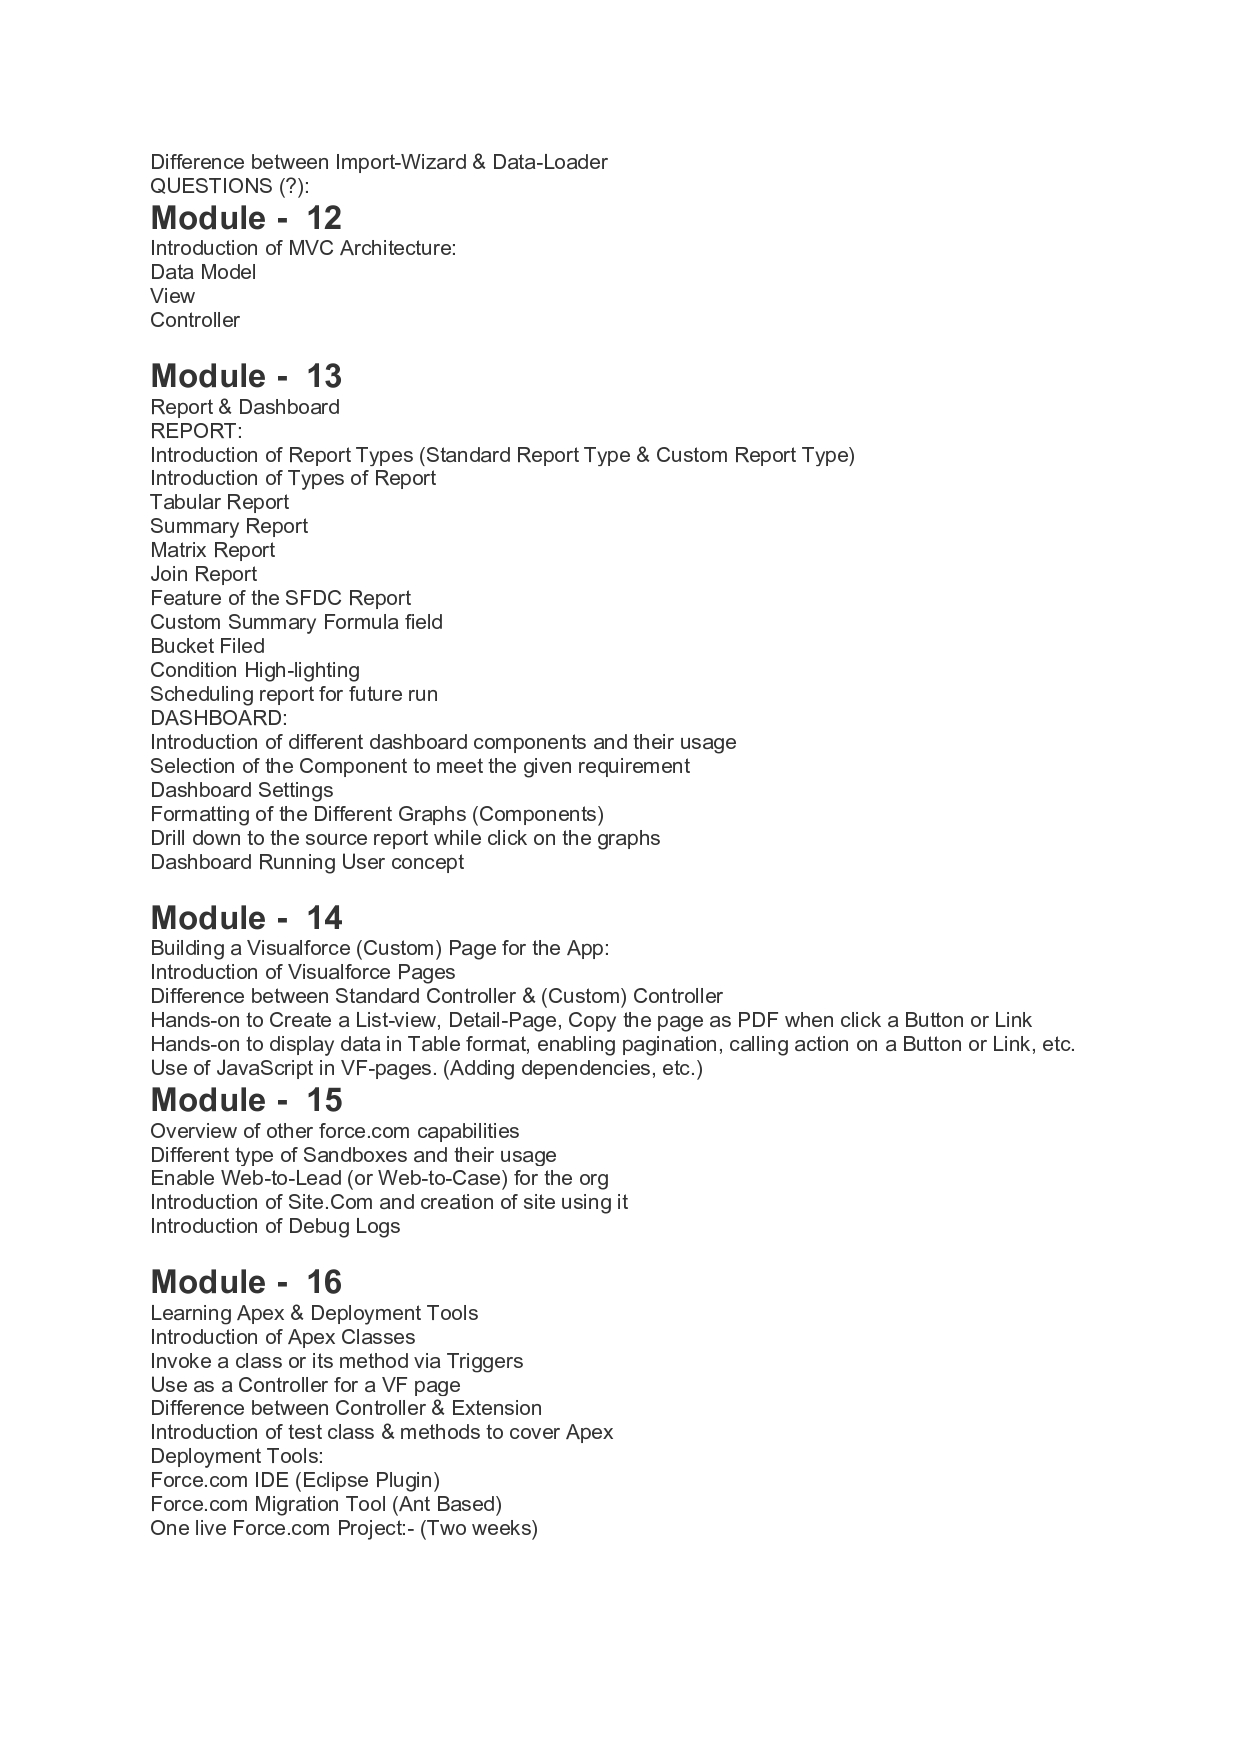 Difference between Import-Wizard & Data-Loader
QUESTIONS (?):
Module -  12
Introduction of MVC Architecture:
Data Model
View
Controller
Module -  13
Report & Dashboard
REPORT:
Introduction of Report Types (Standard Report Type & Custom Report Type)
Introduction of Types of Report
Tabular Report
Summary Report
Matrix Report
Join Report
Feature of the SFDC Report
Custom Summary Formula field
Bucket Filed
Condition High-lighting
Scheduling report for future run
DASHBOARD:
Introduction of different dashboard components and their usage
Selection of the Component to meet the given requirement
Dashboard Settings
Formatting of the Different Graphs (Components)
Drill down to the source report while click on the graphs
Dashboard Running User concept
Module -  14
Building a Visualforce (Custom) Page for the App:
Introduction of Visualforce Pages
Difference between Standard Controller & (Custom) Controller
Hands-on to Create a List-view, Detail-Page, Copy the page as PDF when click a Button or Link
Hands-on to display data in Table format, enabling pagination, calling action on a Button or Link, etc.
Use of JavaScript in VF-pages. (Adding dependencies, etc.)
Module -  15
Overview of other force.com capabilities
Different type of Sandboxes and their usage
Enable Web-to-Lead (or Web-to-Case) for the org
Introduction of Site.Com and creation of site using it
Introduction of Debug Logs
Module -  16
Learning Apex & Deployment Tools
Introduction of Apex Classes
Invoke a class or its method via Triggers
Use as a Controller for a VF page
Difference between Controller & Extension
Introduction of test class & methods to cover Apex
Deployment Tools:
Force.com IDE (Eclipse Plugin)
Force.com Migration Tool (Ant Based)
One live Force.com Project:- (Two weeks)